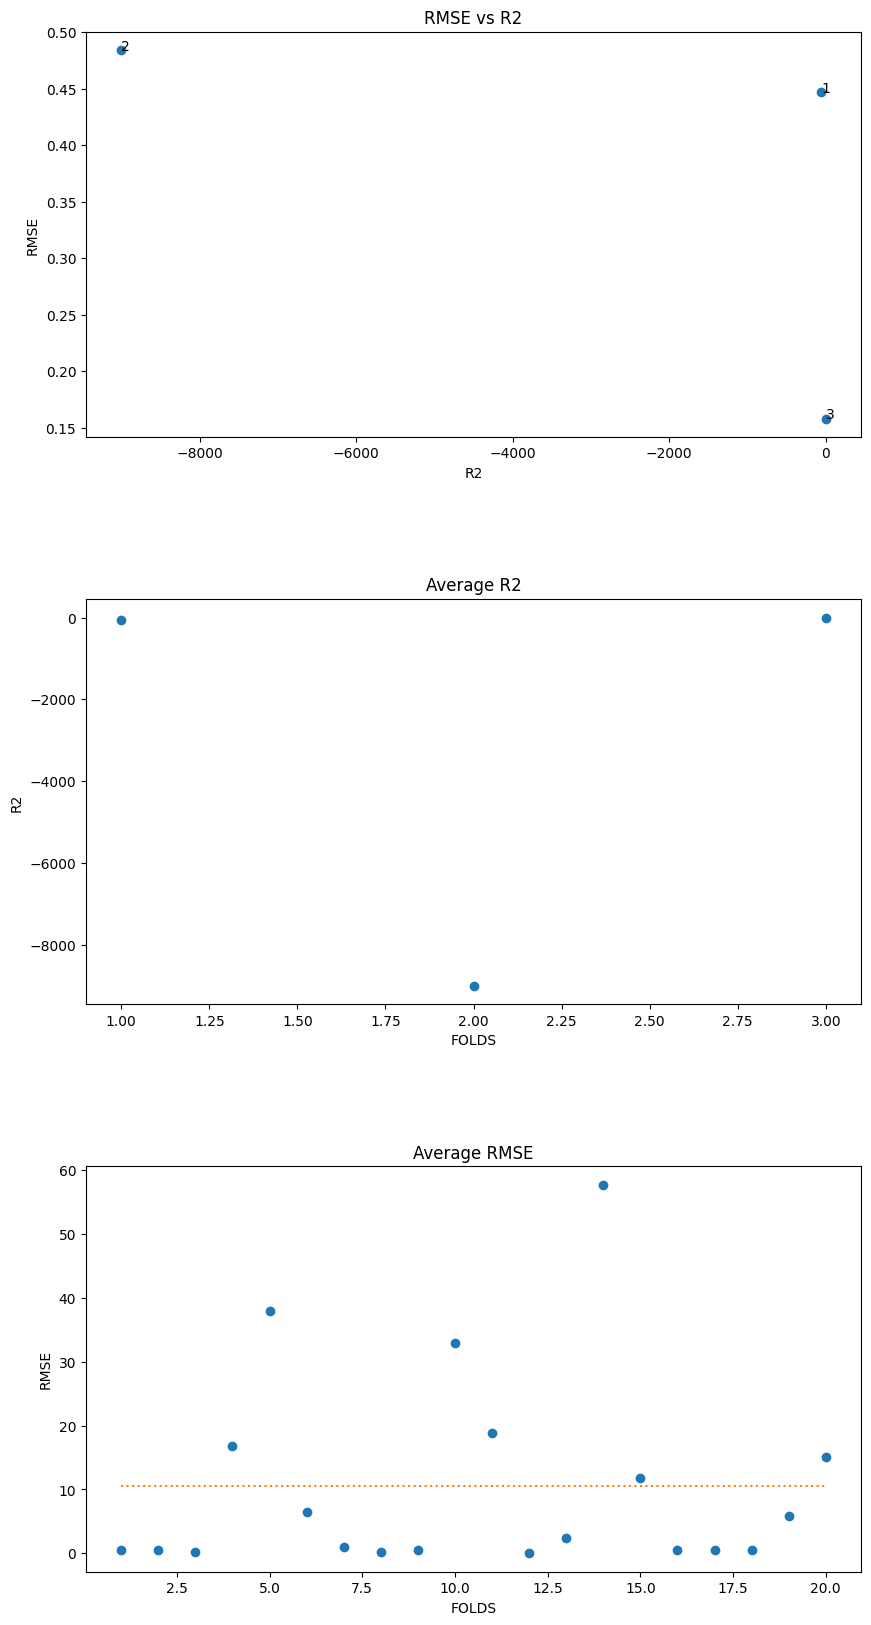 RMSE vs R2
0.50
0.45
0.40
0.35
0.30
0.25
0.20
0.15
RMSE
2
1
3
−8000 −6000 −4000 −2000 0
R2
Average R2
0
−2000
−4000
−6000
−8000
R2
1.00 1.25 1.50 1.75 2.00 2.25 2.50 2.75 3.00
FOLDS
Average RMSE
60
50
40
30
20
10
0
RMSE
2.5 5.0 7.5 10.0 12.5 15.0 17.5 20.0
FOLDS